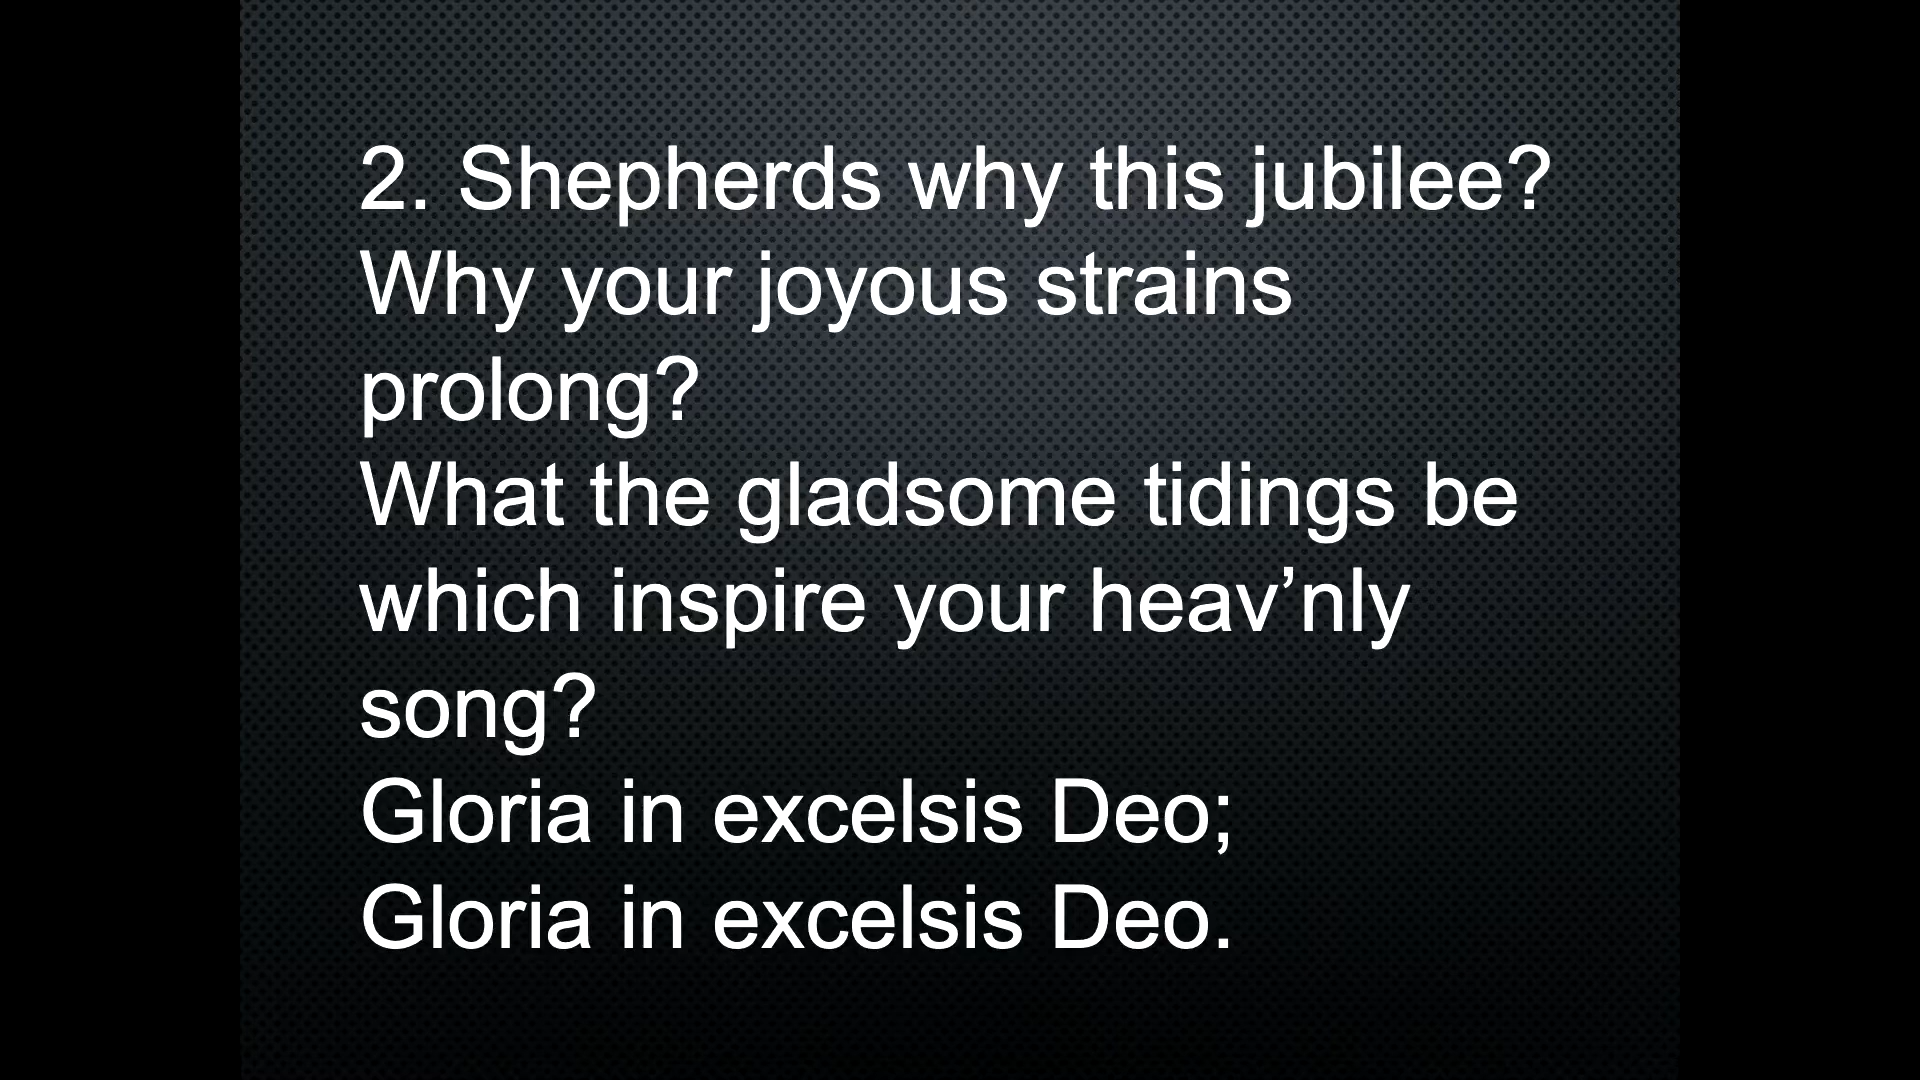 2. Shepherds why this jubilee?
Why your joyous strains
prolong?
What the gladsome tidings be
which inspire your heav’nly
song?
Gloria in excelsis Deo;
Gloria in excelsis Deo.